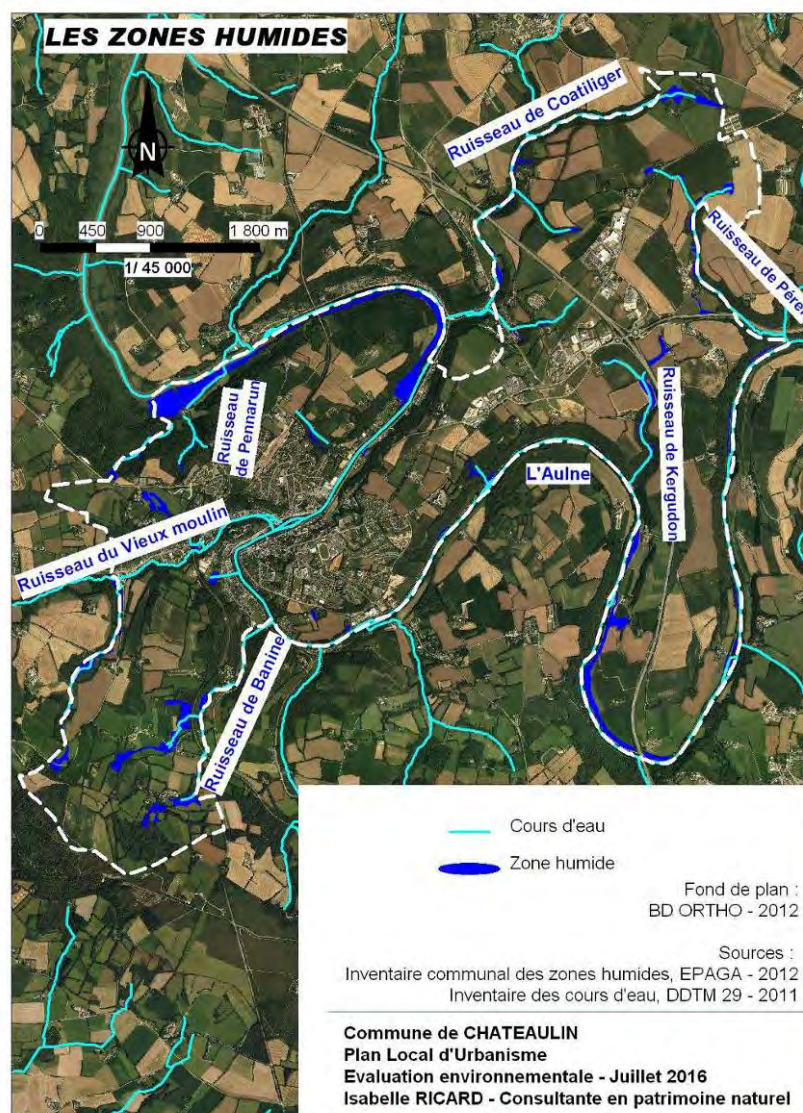 LES ZONES HUMIDES
N
0 450 900 1 800 m
1/ 45 000
Ruisseau de Coatiliger
Ruisseau de Pérer
Ruisseau
de Pennarun
Ruisseau de Kergudon
L'Aulne
Ruisseau du Vieux moulin
Ruisseau de Banine
Cours d'eau
Zone humide
Fond de plan :
BD ORTHO - 2012
Sources :
Inventaire communal des zones humides, EPAGA - 2012
Inventaire des cours d'eau, DDTM 29 - 2011
Commune de CHATEAULIN
Plan Local d'Urbanisme
Evaluation environnementale - Juillet 2016
Isabelle RICARD - Consultante en patrimoine naturel